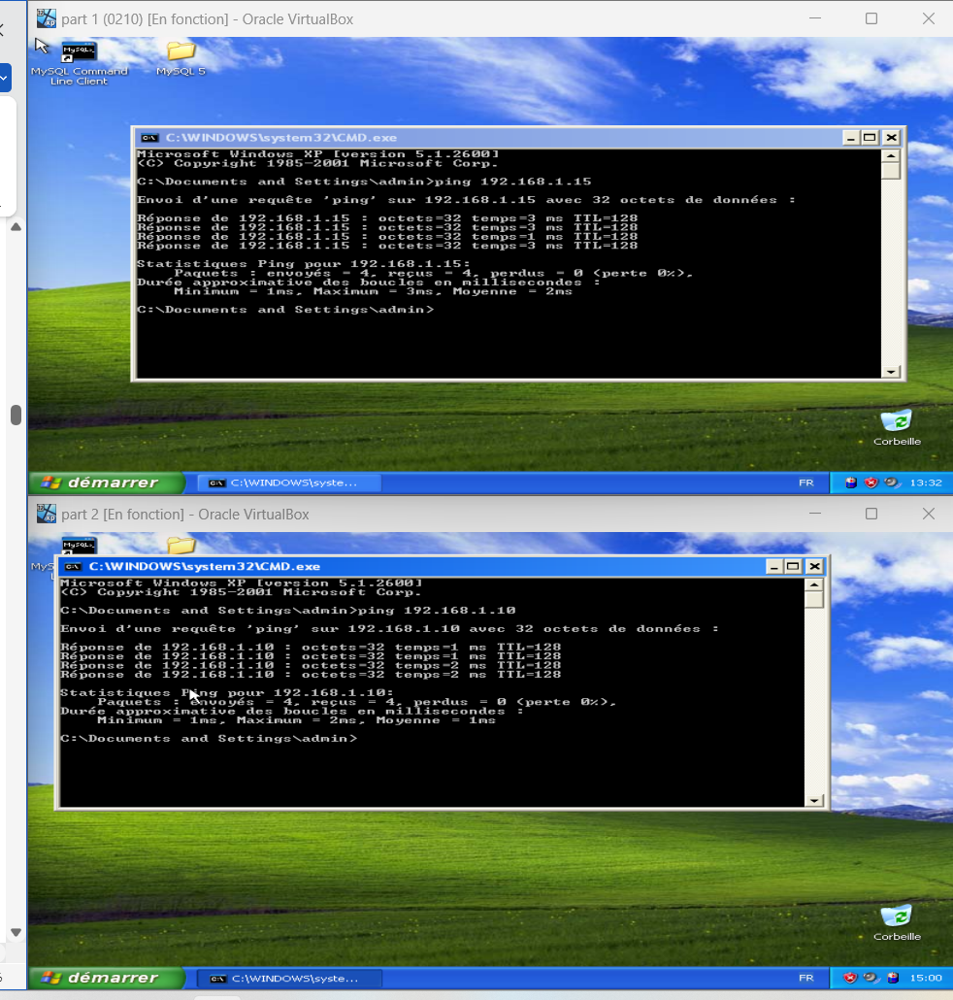 part 1 (0210) [En fonction] - Oracle VirtualBox
MySQL Command
Line Client
MySQL 5
C:\WINDOWS\system32\CMD.exe
Microsoft Windows XP [version 5.1.2600]
(C) Copyright 1985-2001 Microsoft Corp.
C:\Documents and Settings\admin>ping 192.168.1.15
Envoi d'une requête 'ping' sur 192.168.1.15 avec 32 octets de données :
Réponse de 192.168.1.15 : octets=32 temps=3 ms TTL=128
Réponse de 192.168.1.15 : octets=32 temps=3 ms TTL=128
Réponse de 192.168.1.15 : octets=32 temps=1 ms TTL=128
Réponse de 192.168.1.15 : octets=32 temps=3 ms TTL=128
Statistiques Ping pour 192.168.1.15:
Paquets : envoyés = 4, reçus = 4, perdus = 0 (perte 0%),
Durée approximative des boucles en millisecondes :
Minimum = 1ms, Maximum = 3ms, Moyenne = 2ms
C:\Documents and Settings\admin>
Corbeille
démarrer
C:\WINDOWS\syste...
FR
13:32
part 2 [En fonction] - Oracle VirtualBox
MyS
C:\WINDOWS\system32\CMD.exe
Microsoft Windows XP [version 5.1.2600]
(C) Copyright 1985-2001 Microsoft Corp.
C:\Documents and Settings\admin>ping 192.168.1.10
Envoi d'une requête 'ping' sur 192.168.1.10 avec 32 octets de données :
Réponse de 192.168.1.10 : octets=32 temps=1 ms TTL=128
Réponse de 192.168.1.10 : octets=32 temps=1 ms TTL=128
Réponse de 192.168.1.10 : octets=32 temps=2 ms TTL=128
Réponse de 192.168.1.10 : octets=32 temps=2 ms TTL=128
Statistiques Ping pour 192.168.1.10:
Paquets : envoyés = 4, reçus = 4, perdus = 0 (perte 0%),
Durée approximative des boucles en millisecondes :
Minimum = 1ms, Maximum = 2ms, Moyenne = 1ms
C:\Documents and Settings\admin>
Corbeille
démarrer
C:\WINDOWS\syste...
FR
15:00